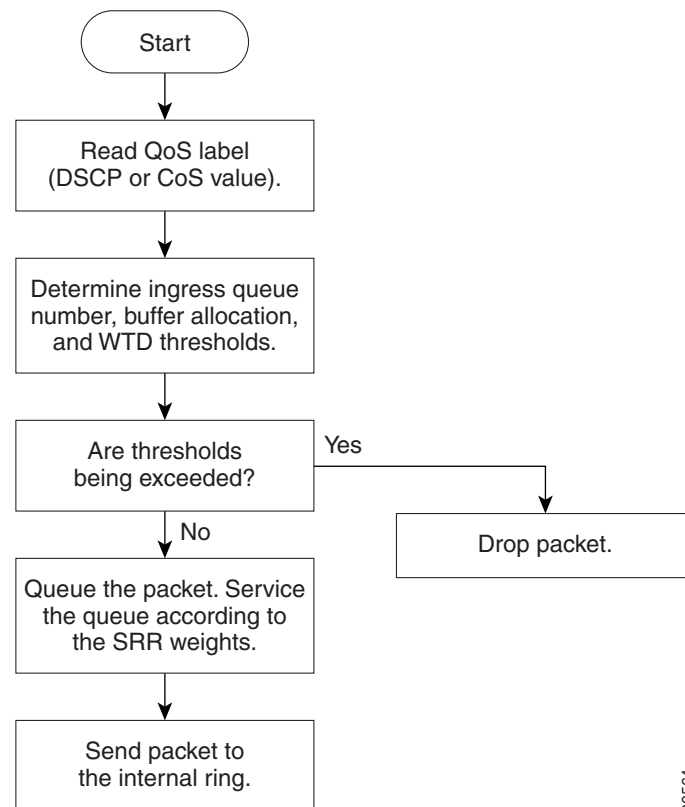 Start
Read QoS label
(DSCP or CoS value).
Determine ingress queue
number, buffer allocation,
and WTD thresholds.
Are thresholds
being exceeded?
Yes
No
Drop packet.
Queue the packet. Service
the queue according to
the SRR weights.
Send packet to
the internal ring.